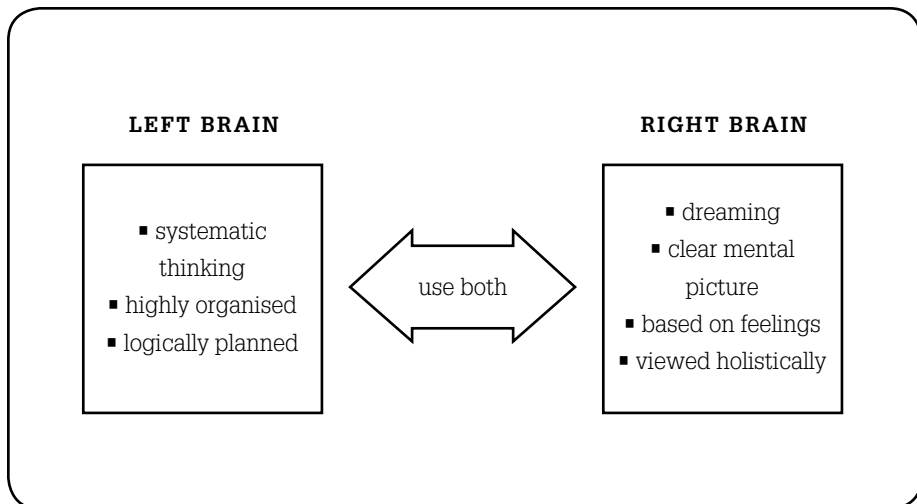 LEFT BRAIN
▪ systematic
thinking
▪ highly organised
▪ logically planned
use both
RIGHT BRAIN
▪ dreaming
▪ clear mental
picture
▪ based on feelings
▪ viewed holistically